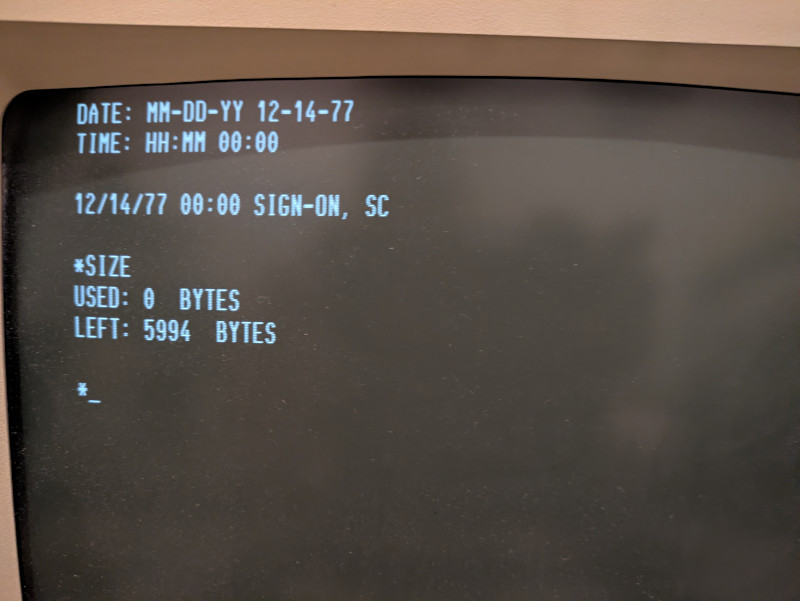 DATE: MM-DD-YY 12-14-77
TIME: HH:MM 00:00
12/14/77 00:00 SIGN-ON, SC
*SIZE
USED: 0 BYTES
LEFT: 5994 BYTES
*_